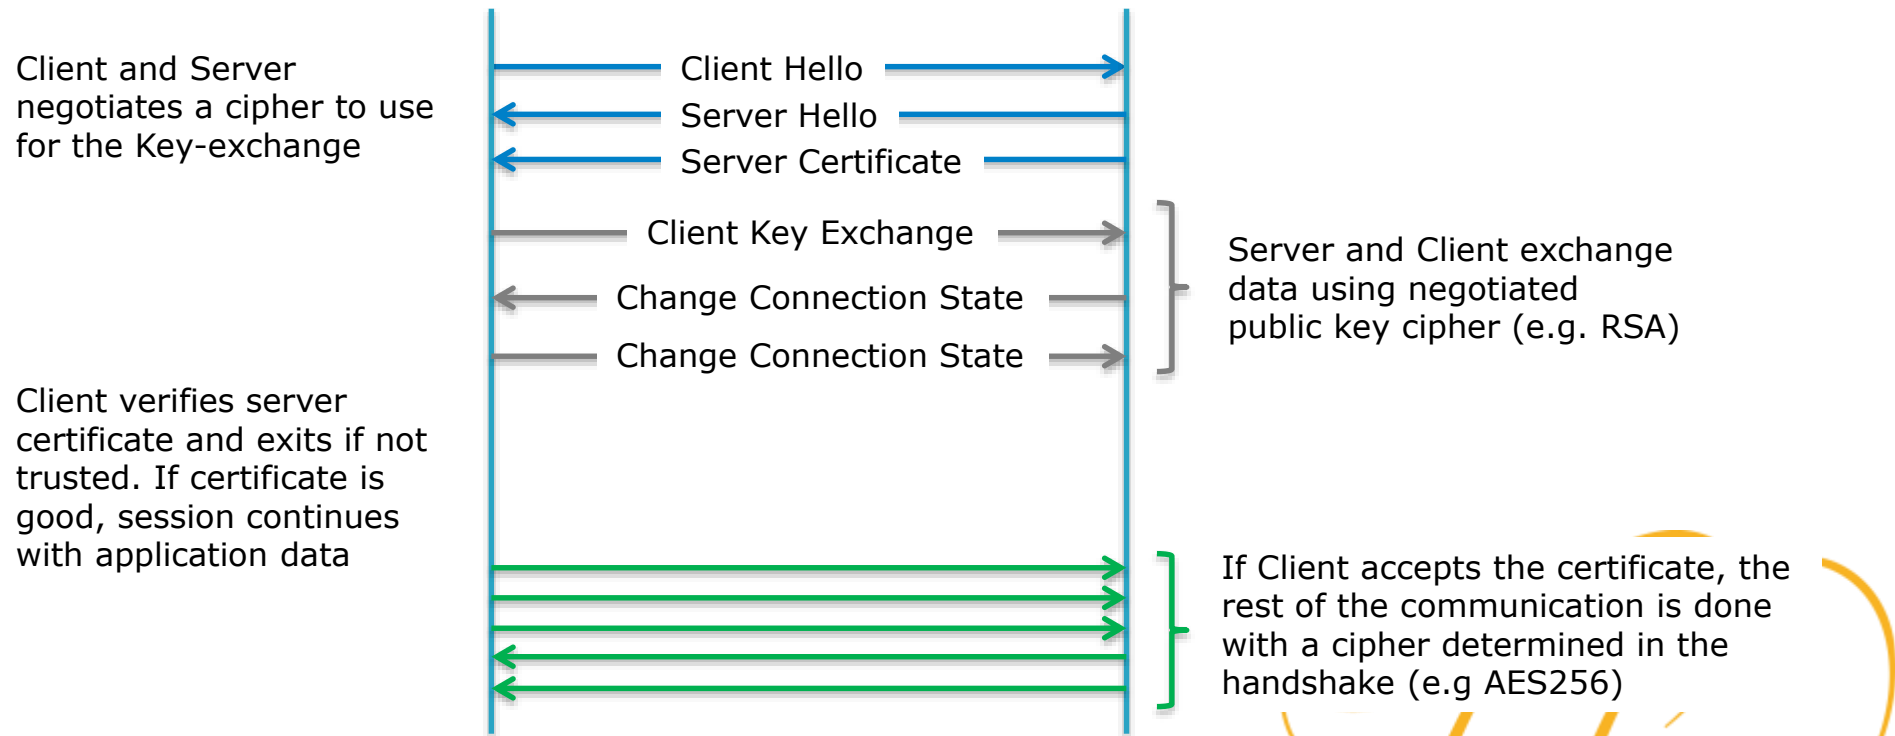 Client and Server
negotiates a cipher to use
for the Key-exchange
Client Hello
Server Hello
Server Certificate
Client Key Exchange
Change Connection State
Change Connection State
Server and Client exchange
data using negotiated
public key cipher (e.g. RSA)
Client verifies server
certificate and exits if not
trusted. If certificate is
good, session continues
with application data
If Client accepts the certificate, the
rest of the communication is done
with a cipher determined in the
handshake (e.g AES256)